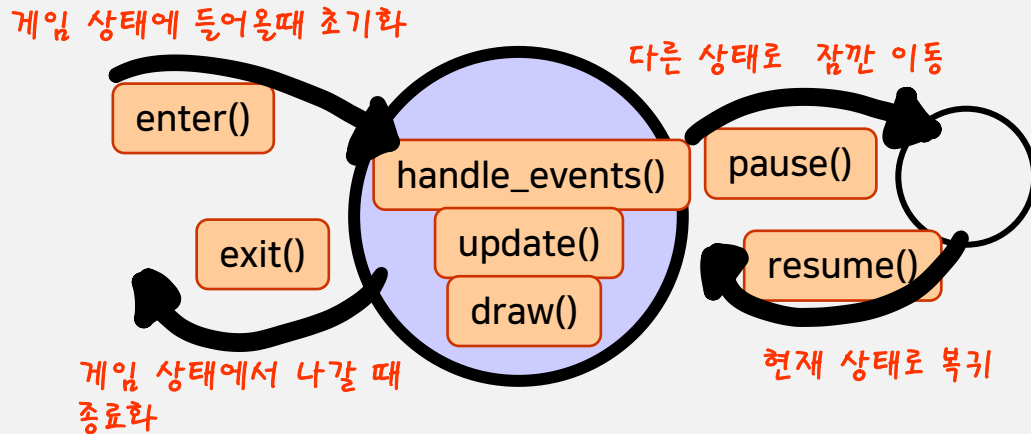 게임 상태에 들어올때 초기화
다른 상태로 잠깐 이동
enter()
handle_events()
pause()
exit()
update()
resume()
draw()
게임 상태에서 나갈 때
종료화
현재 상태로 복귀